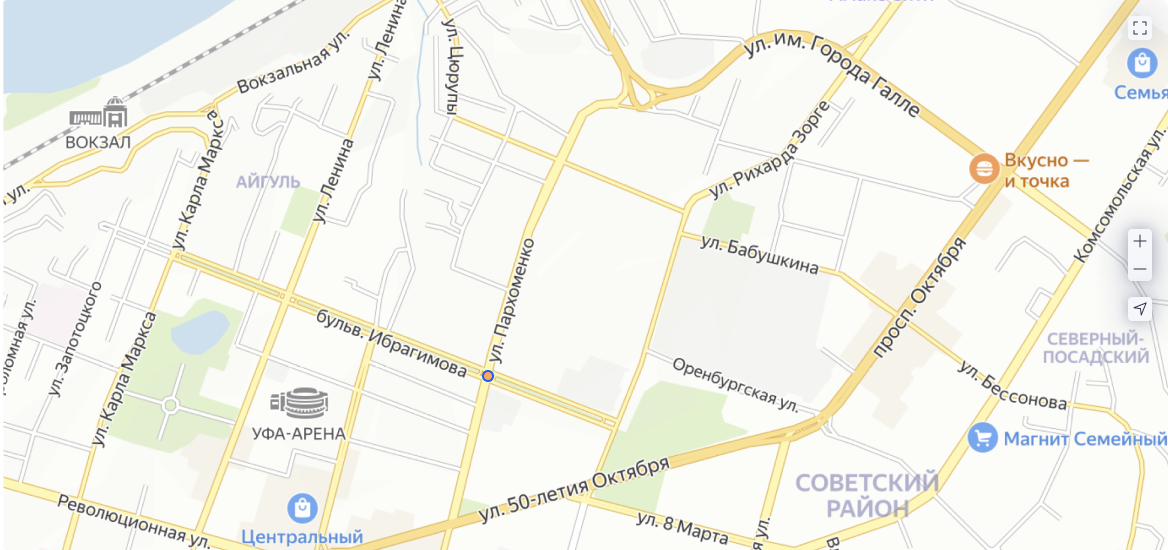 ул. Ленина
ул. Цюрупы
ул. им. Города Галле
Вокзальная ул.
Семья
ВОКЗАЛ
ул. Карла Маркса
АЙГУЛЬ
ул. Ленина
ул. Рихарда Зорге
Вкусно —
и точка
Комсомольская ул.
ул.
ул. Бабушкина
ул. Пархоменко
просп. Октября
ул. Запотоцкого
бульв. Ибрагимова
СЕВЕРНЫЙ-
ПОСАДСКИЙ
ул. Карла Маркса
Оренбургская ул.
ул. Бессонова
УФА-АРЕНА
Магнит Семейный
СОВЕТСКИЙ
РАЙОН
ул. 50-летия Октября
Революционная ул.
Центральный
ул. 8 Марта